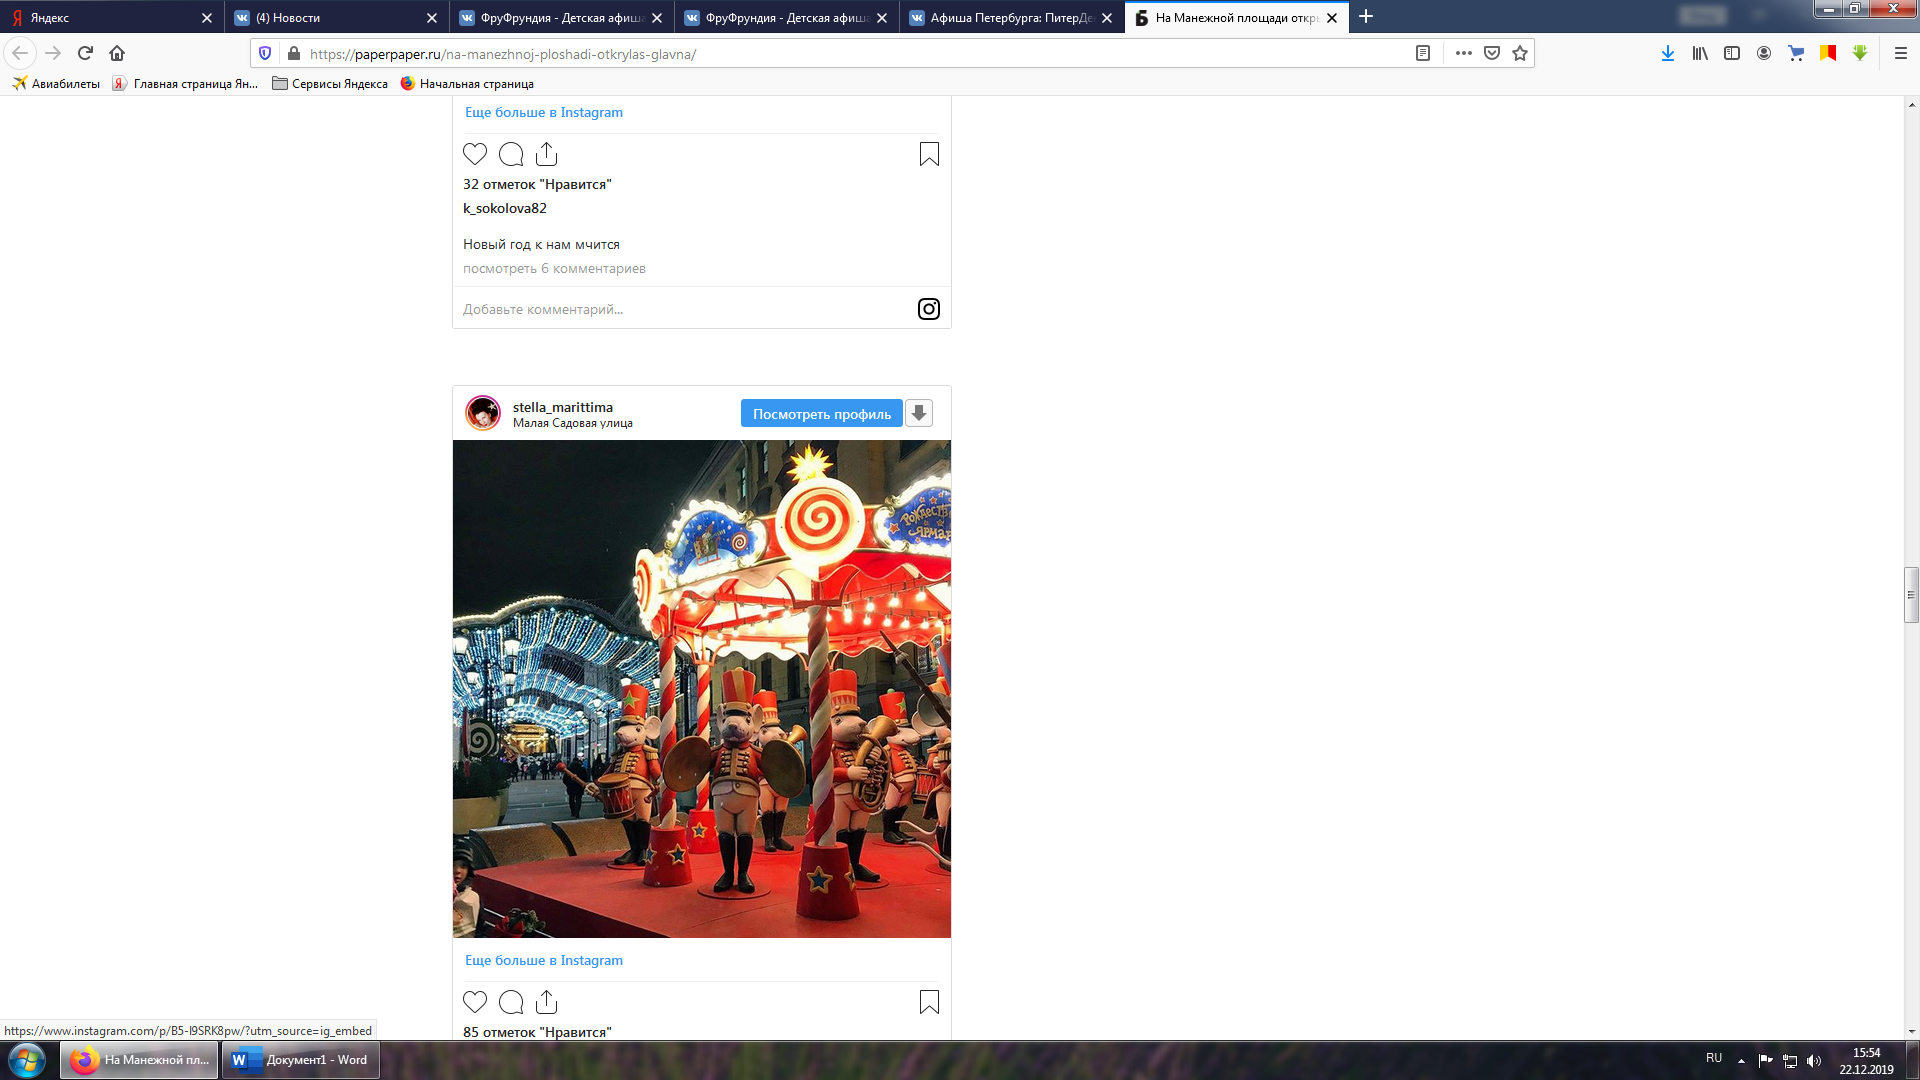 Яндекс
(4) Новости
ФруФрундия - Детская афиша
ФруФрундия - Детская афиша
Афиша Петербурга: ПитерДе
На Манежной площади откры
https://paperpaper.ru/na-manezhnoj-ploshadi-otkrylas-glavna/
Авиабилеты
Главная страница Ян...
Сервисы Яндекса
Начальная страница
Еще больше в Instagram
32 отметок "Нравится"
k_sokolova82
Новый год к нам мчится
посмотреть 6 комментариев
Добавьте комментарий...
stella_marittima
Посмотреть профиль
Малая Садовая улица
РОЖДЕСТВ
ЯРМАР
Еще больше в Instagram
85 отметок "Нравится"
https://www.instagram.com/p/B5-I9SRK8pw/?utm_source=ig_embed
На Манежной пл...
Документ1 - Word
RU
15:54
22.12.2019